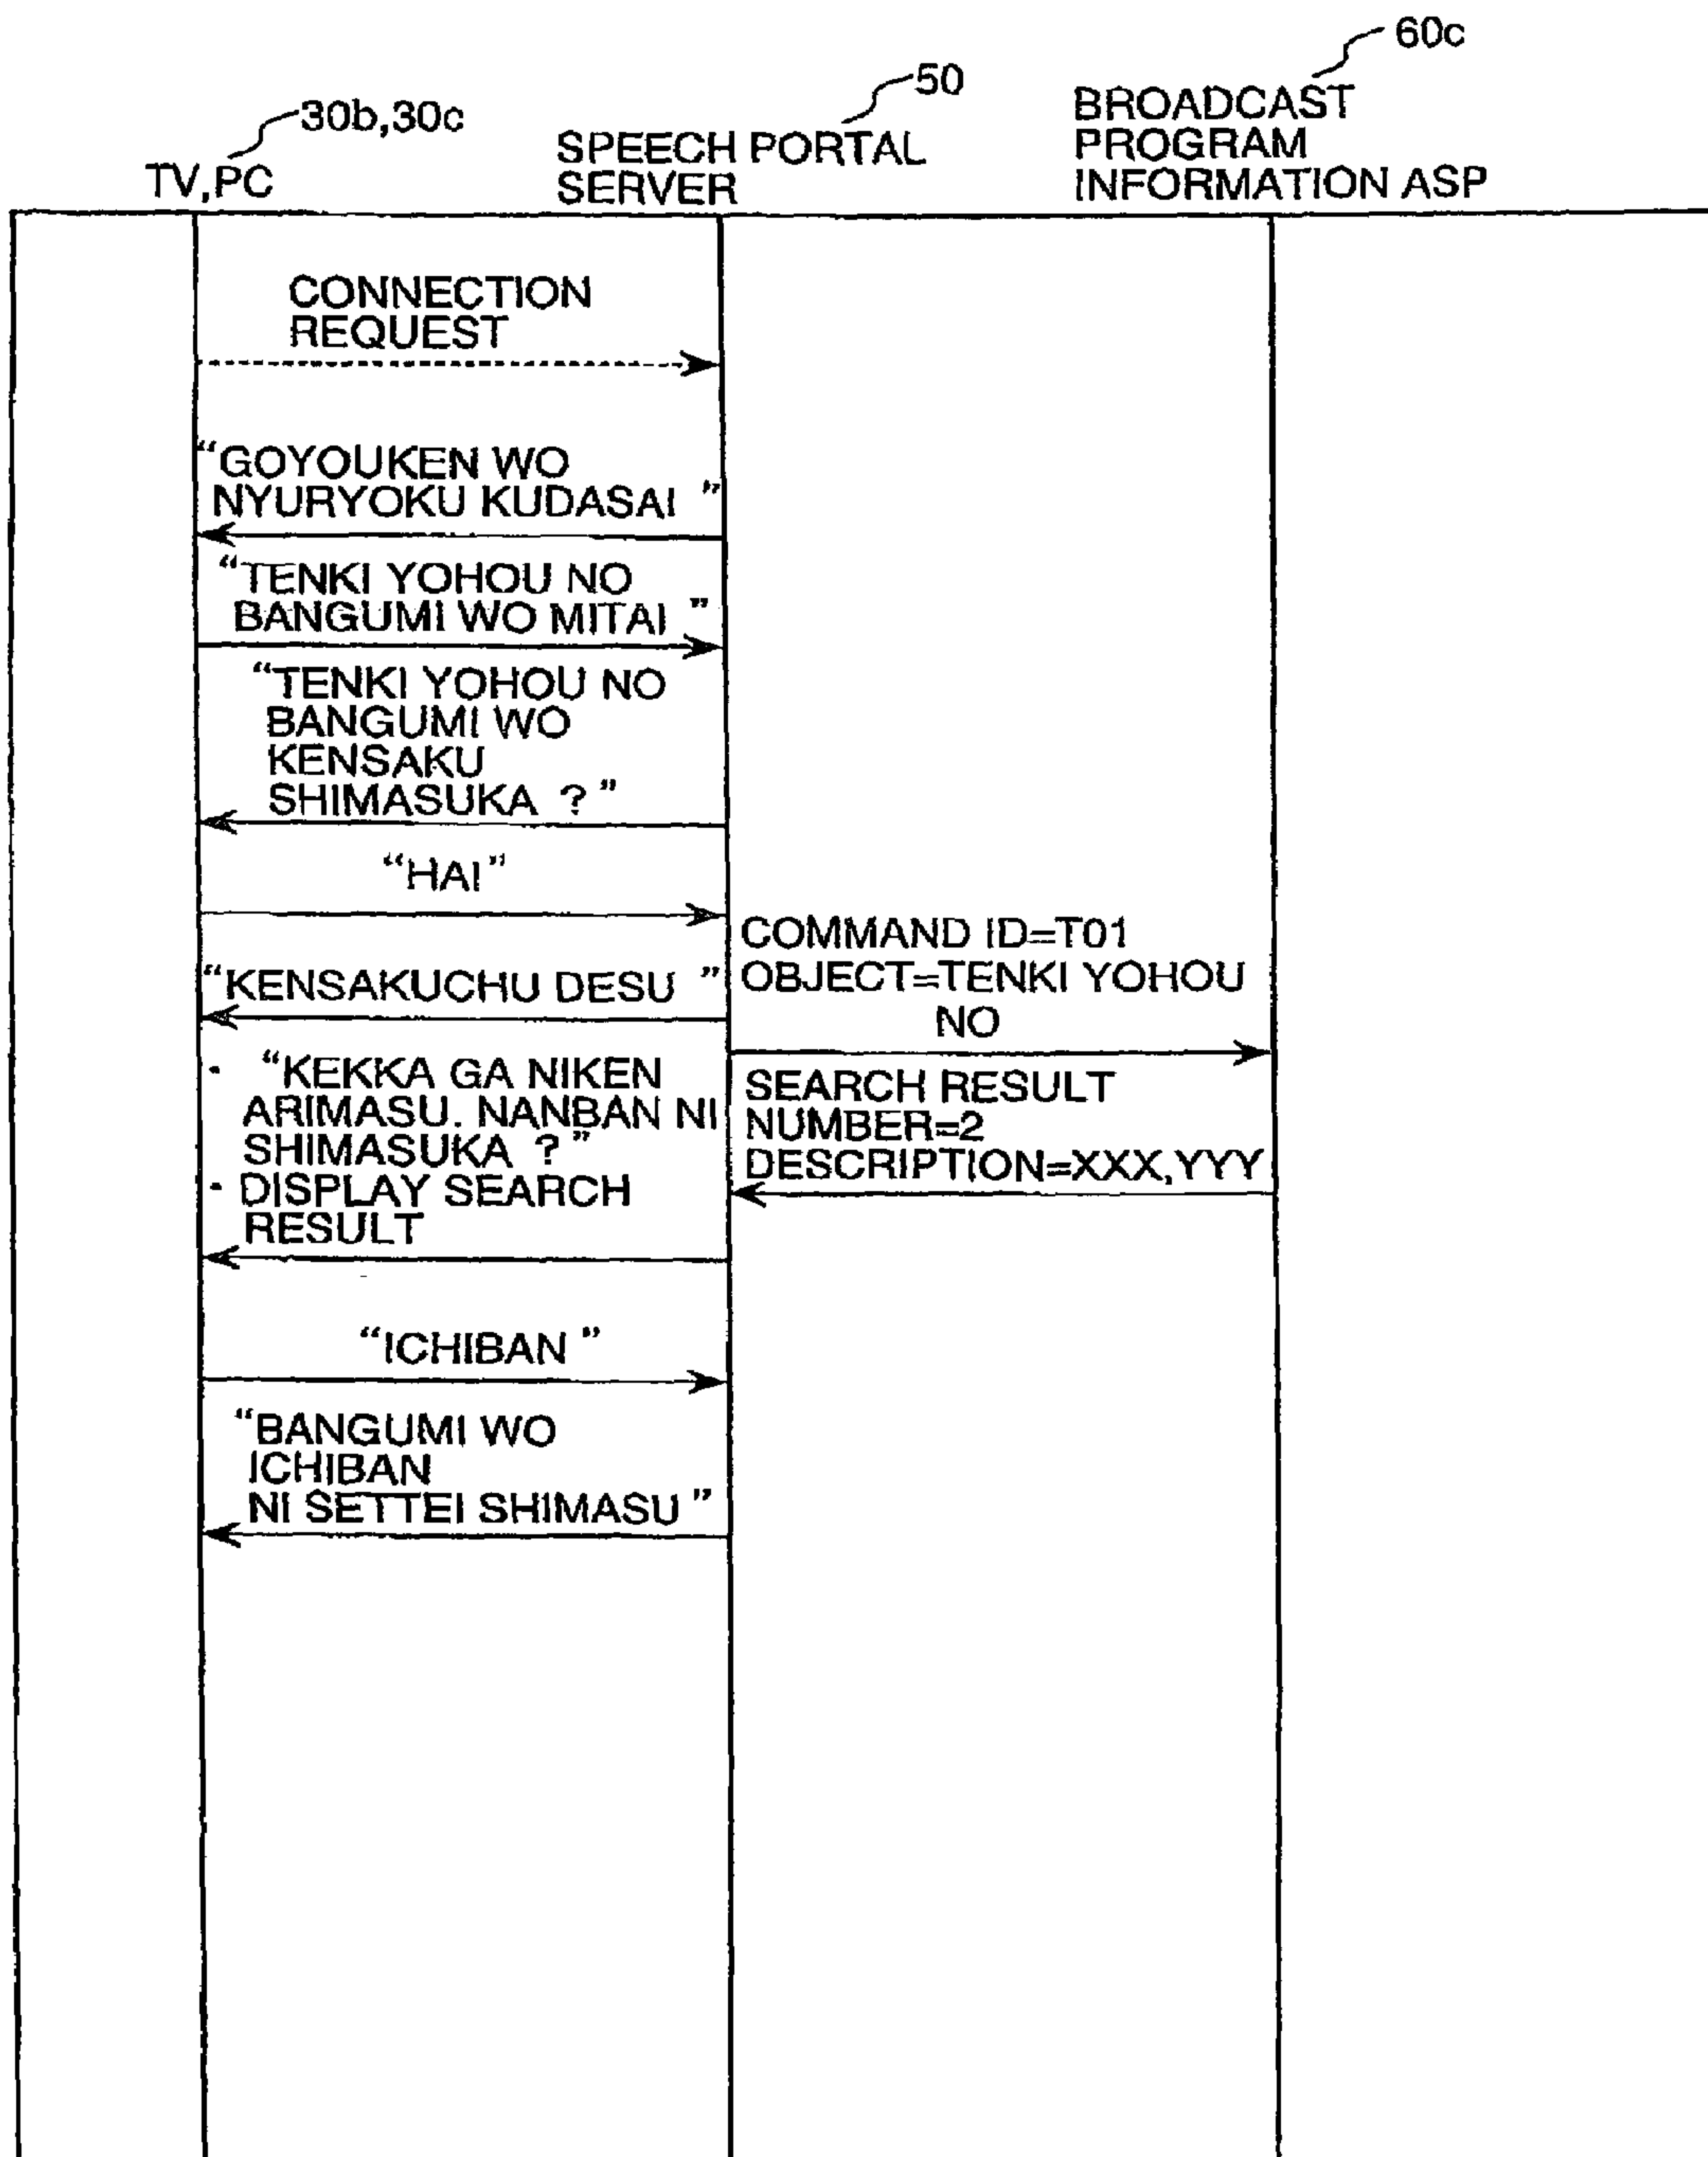 60c
50
30b,30c
BROADCAST
PROGRAM
INFORMATION ASP
SPEECH PORTAL
SERVER
TV,PC
CONNECTION
REQUEST
“GOYOUKEN WO
NYURYOKU KUDASAI ”
“TENKI YOHOU NO
BANGUMI WO MITAI ”
“TENKI YOHOU NO
BANGUMI WO
KENSAKU
SHIMASUKA ?”
“HAI”
COMMAND ID=T01
OBJECT=TENKI YOHOU
NO
“KENSAKUCHU DESU ”
· “KEKKA GA NIKEN
ARIMASU. NANBAN NI
SHIMASUKA ?”
· DISPLAY SEARCH
RESULT
SEARCH RESULT
NUMBER=2
DESCRIPTION=XXX,YYY
“ICHIBAN ”
“BANGUMI WO
ICHIBAN
NI SETTEI SHIMASU ”